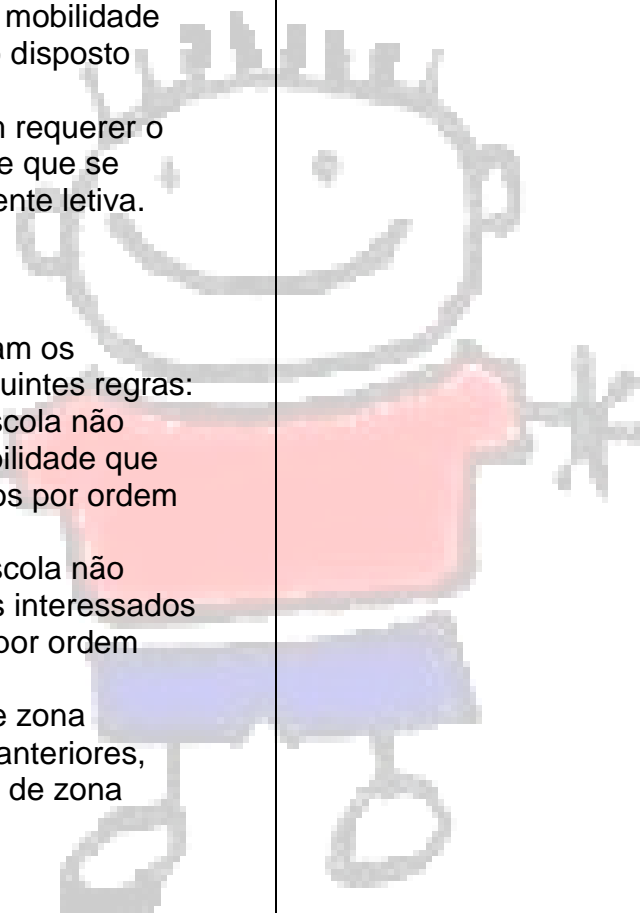 mobilidade
disposto
requerer o
e que se
ente letiva.
am os
uintes regras:
scola não
bilidade que
os por ordem
scola não
s interessados
por ordem
e zona
anteriores,
de zona